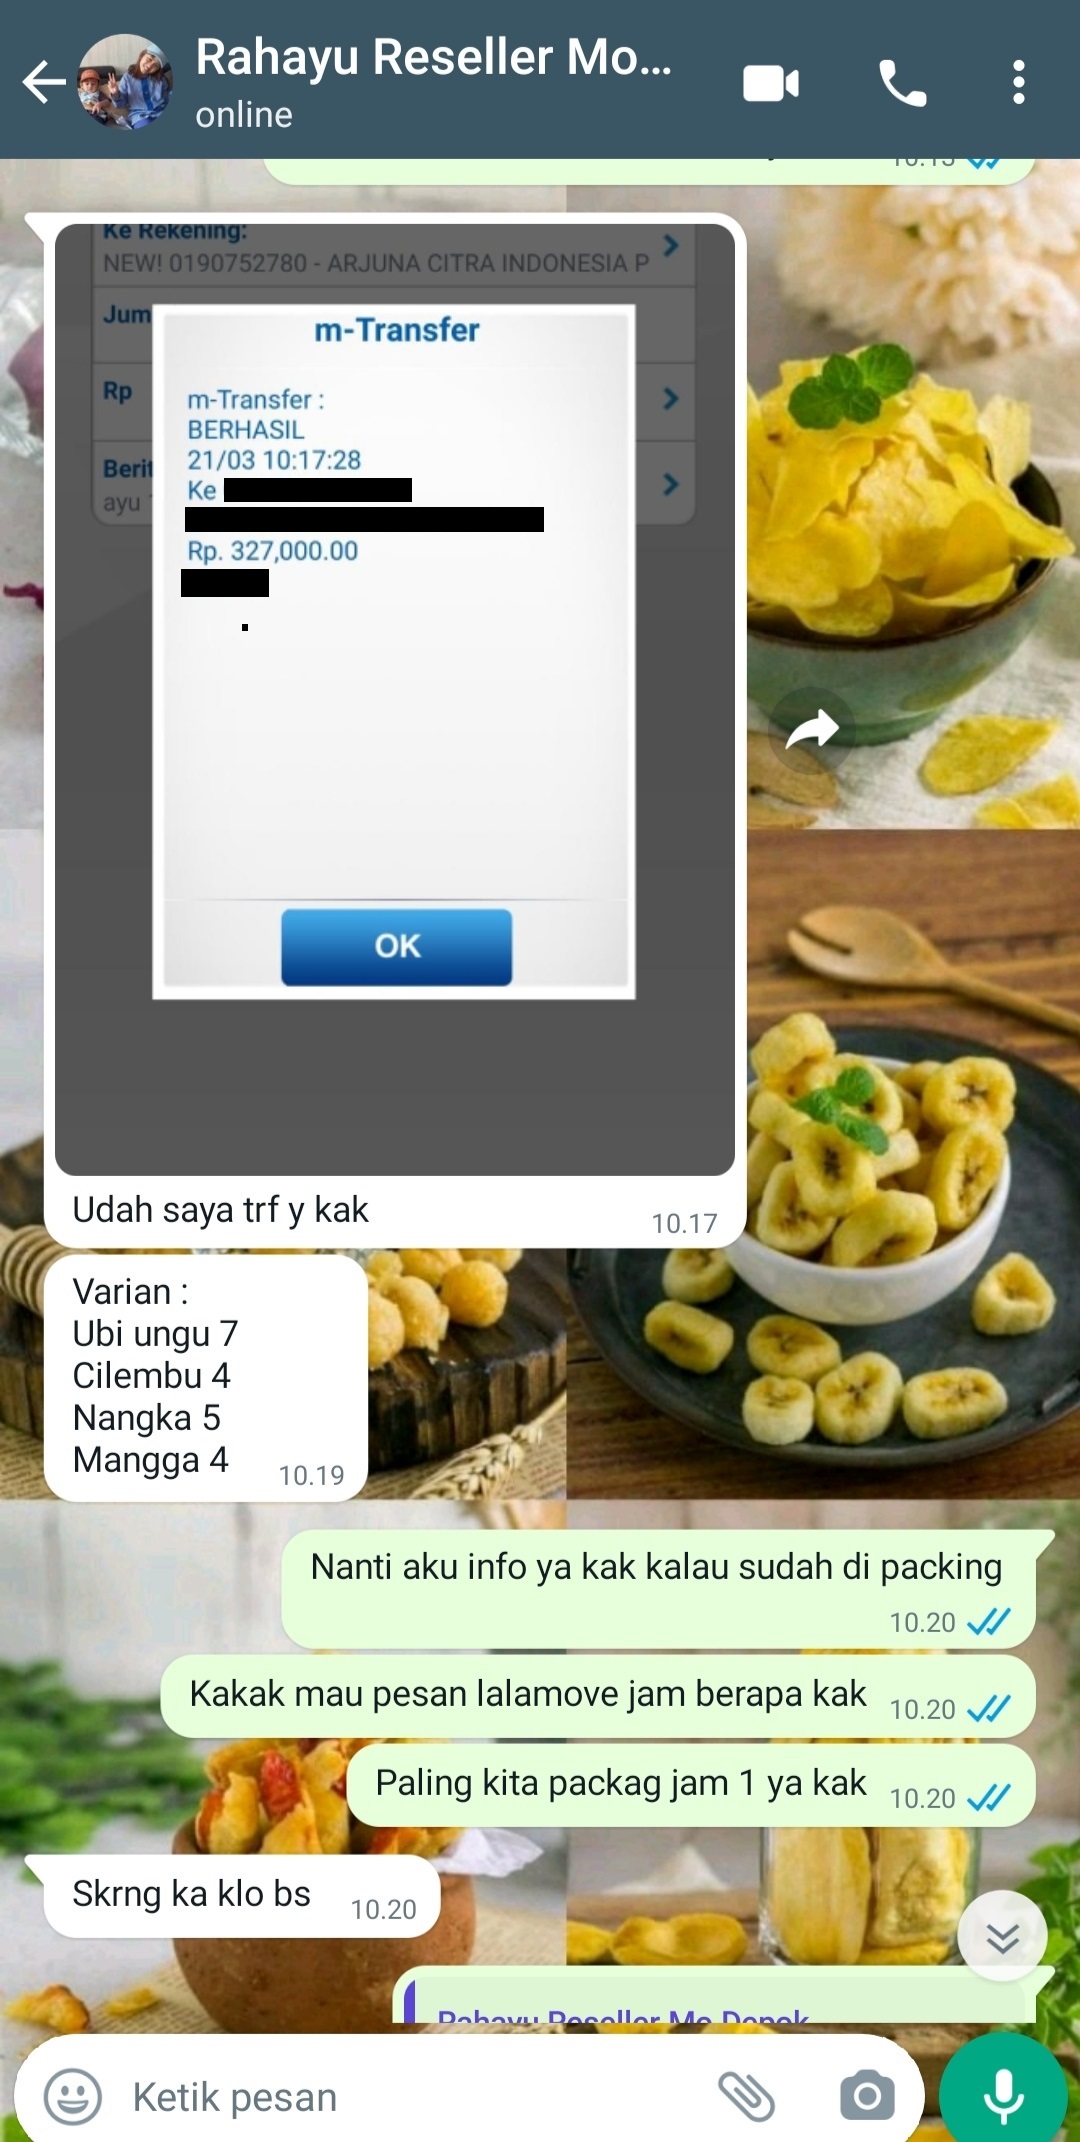 Rahayu Reseller Mo...
online
10.15
Ke Rekening:
NEW! 0190752780 - ARJUNA CITRA INDONESIA P
Jum
Rp
Berit
ayu
m-Transfer
m-Transfer :
BERHASIL
21/03 10:17:28
Ke
Rp. 327,000.00
OK
Udah saya trf y kak
10.17
Varian :
Ubi ungu 7
Cilembu 4
Nangka 5
Mangga 4
10.19
Nanti aku info ya kak kalau sudah di packing
10.20
Kakak mau pesan lalamove jam berapa kak 10.20
Paling kita packag jam 1 ya kak 10.20
Skrng ka klo bs 10.20
Rahayu Reseller Mo Depok
Ketik pesan